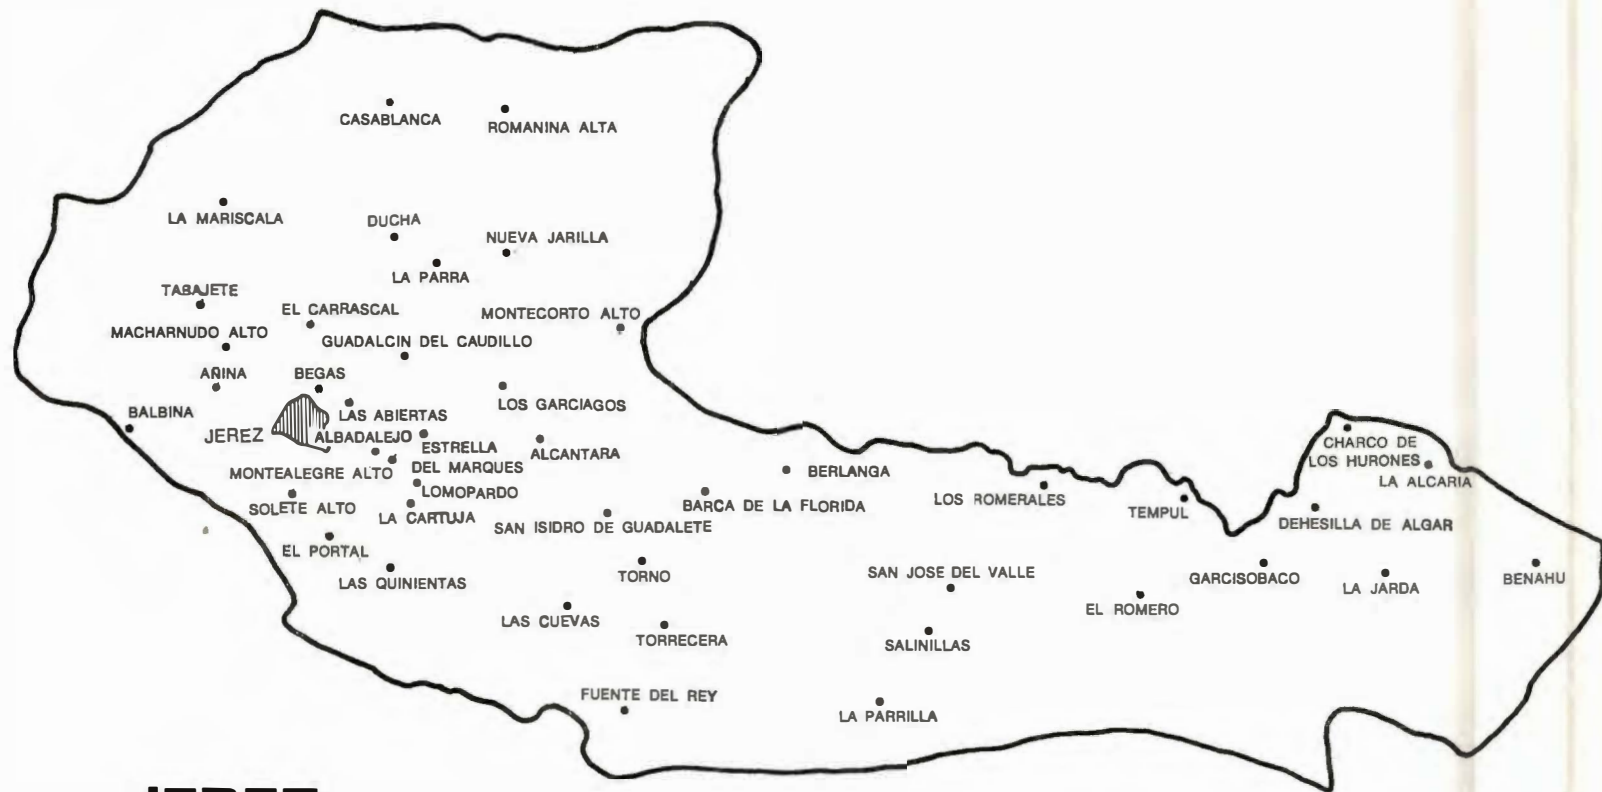 CASABLANCA
ROMANINA ALTA
LA MARISCALA
DUCHA
NUEVA JARILLA
LA PARRA
TABAJETE
EL CARRASCAL
MONTECORTO ALTO
MACHARNUDO ALTO
GUADALCIN DEL CAUDILLO
AÑINA
BEGAS
LOS GARCIAGOS
BALBINA
LAS ABIERTAS
JEREZ
ALBADALEJO
ESTRELLA
DEL MARQUES
ALCANTARA
MONTEALEGRE ALTO
LOMOPARDO
SOLETE ALTO
LA CARTUJA
SAN ISIDRO DE GUADALETE
BERLANGA
BARCA DE LA FLORIDA
LOS ROMERALES
TEMPUL
CHARCO DE
LOS HURONES
LA ALCARIA
DEHESILLA DE ALGAR
EL PORTAL
LAS QUINIENTAS
TORNO
SAN JOSE DEL VALLE
GARCISOBACO
LA JARDA
BENAHU
LAS CUEVAS
TORRECERA
EL ROMERO
SALINILLAS
FUENTE DEL REY
LA PARRILLA
JEREZ